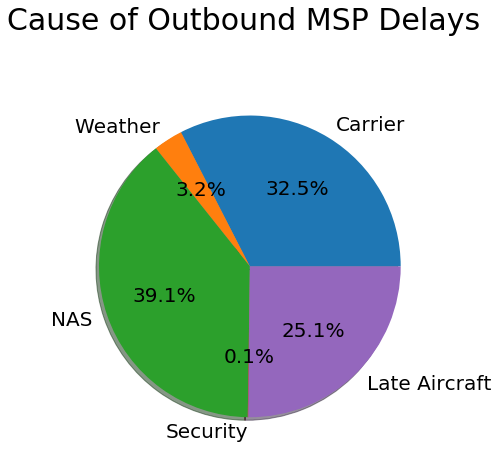 Cause of Outbound MSP Delays
Weather
Carrier
3.2%
32.5%
39.1%
NAS
25.1%
0.1%
Late Aircraft
Security